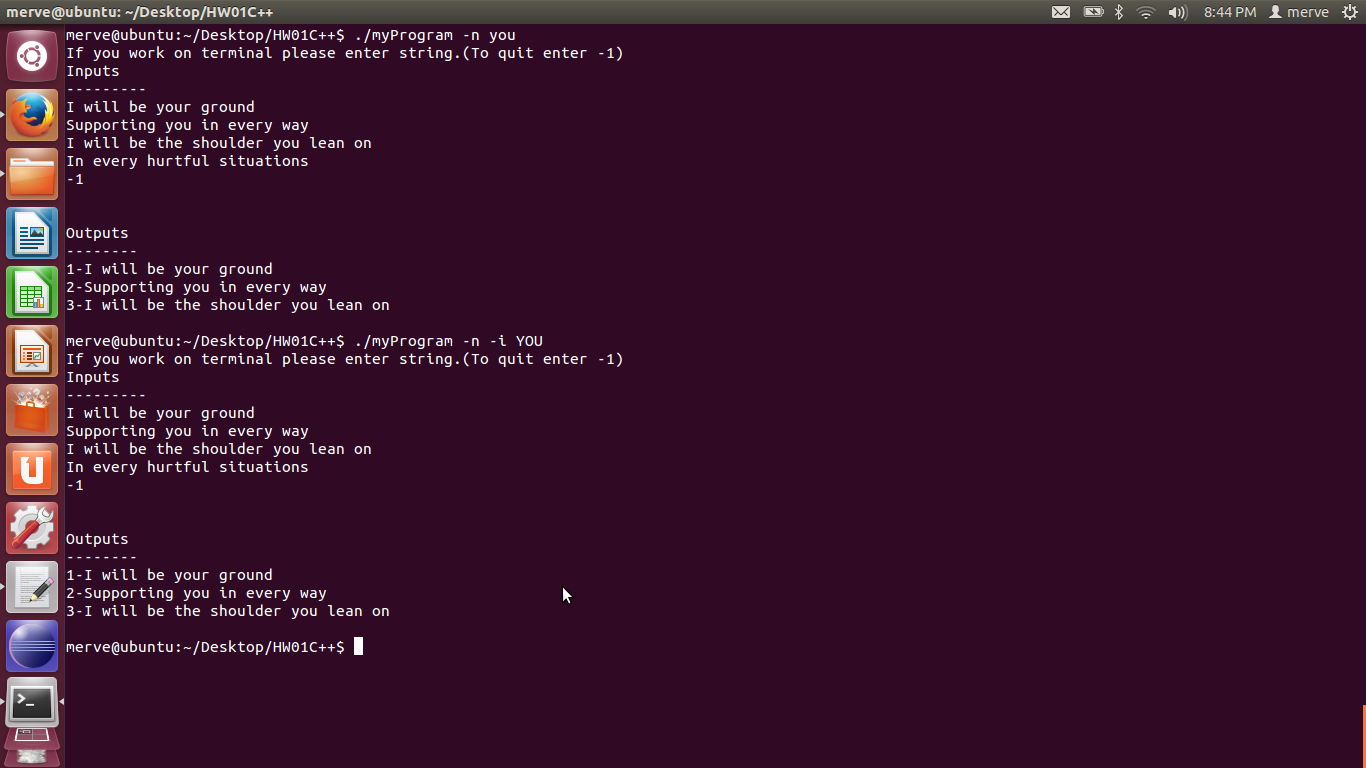 merve@ubuntu: ~/Desktop/HW01C++
8:44 PM merve
merve@ubuntu:~/Desktop/HW01C++$ ./myProgram -n you
If you work on terminal please enter string.(To quit enter -1)
Inputs
---------
I will be your ground
Supporting you in every way
I will be the shoulder you lean on
In every hurtful situations
-1
Outputs
--------
1-I will be your ground
2-Supporting you in every way
3-I will be the shoulder you lean on
merve@ubuntu:~/Desktop/HW01C++$ ./myProgram -n -i YOU
If you work on terminal please enter string.(To quit enter -1)
Inputs
---------
I will be your ground
Supporting you in every way
I will be the shoulder you lean on
In every hurtful situations
-1
Outputs
--------
1-I will be your ground
2-Supporting you in every way
3-I will be the shoulder you lean on
merve@ubuntu:~/Desktop/HW01C++$